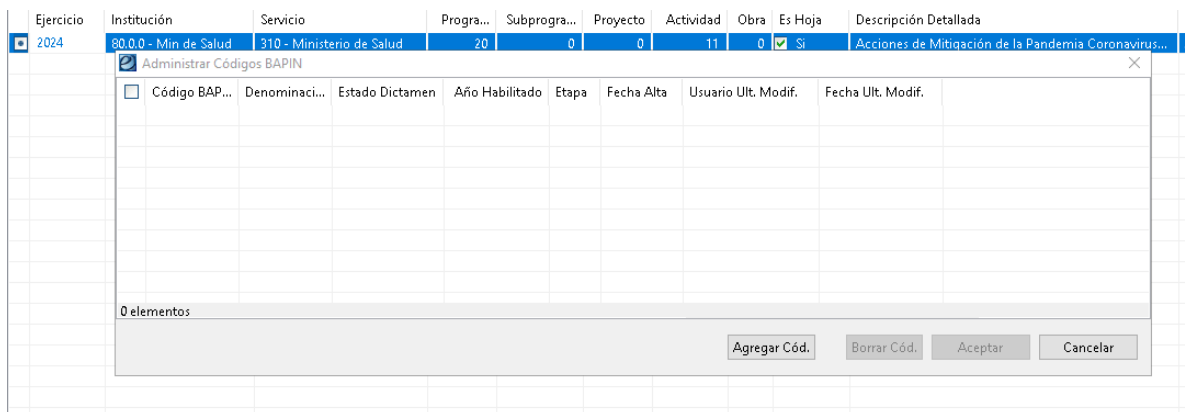 Ejercicio Institución Servicio Progra... Subprogra... Proyecto Actividad Obra Es Hoja Descripción Detallada
2024 80.0.0 - Min de Salud 310 - Ministerio de Salud 20 0 0 11 0 Si Acciones de Mitigación de la Pandemia Coronavirus...
Administrar Códigos BAPIN
Código BAP... Denominaci... Estado Dictamen Año Habilitado Etapa Fecha Alta Usuario Ult. Modif. Fecha Ult. Modif.
0 elementos
Agregar Cód. Borrar Cód. Aceptar Cancelar